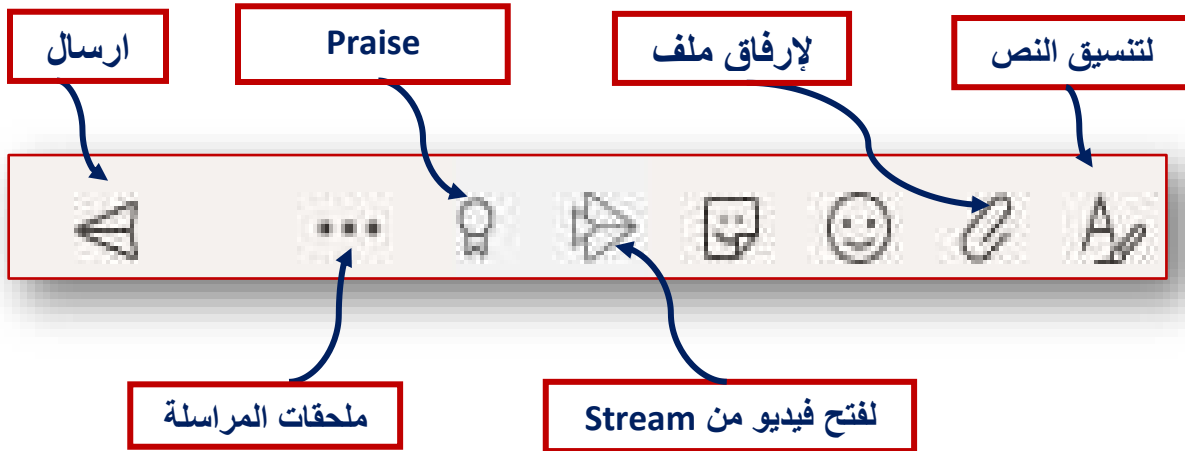 لتنسيق النص
لإرفاق ملف
Praise
ارسال
لفتح فيديو من Stream
ملحقات المراسلة